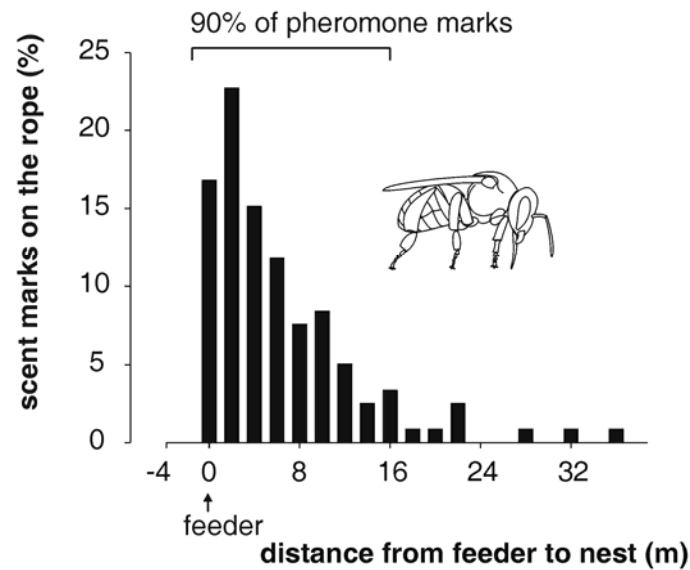 90% of pheromone marks
scent marks on the rope (%)
25
20
15
10
5
0
-4 0 8 16 24 32
feeder
distance from feeder to nest (m)